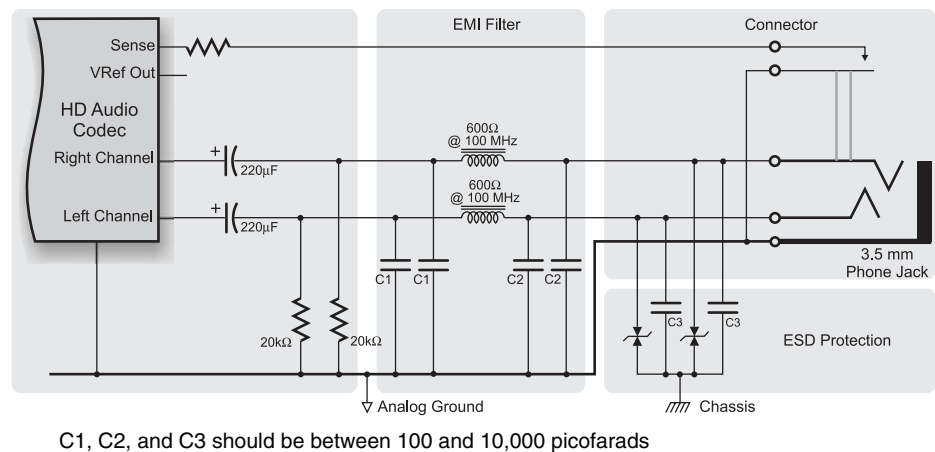 EMI Filter
Connector
Sense
VRef Out
HD Audio
Codec
Right Channel
Left Channel
+
220µF
+
220µF
600Ω
@ 100 MHz
600Ω
@ 100 MHz
C1
C1
C2
C2
20kΩ
20kΩ
3.5 mm
Phone Jack
C3
C3
ESD Protection
Analog Ground
Chassis
C1, C2, and C3 should be between 100 and 10,000 picofarads